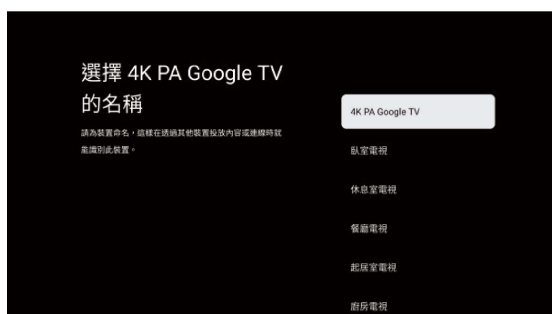 選擇 4K PA Google TV
的名稱
請為裝置命名，這樣在透過其他裝置投放內容或連線時就
能識別此裝置。
4K PA Google TV
臥室電視
休息室電視
餐廳電視
起居室電視
廚房電視